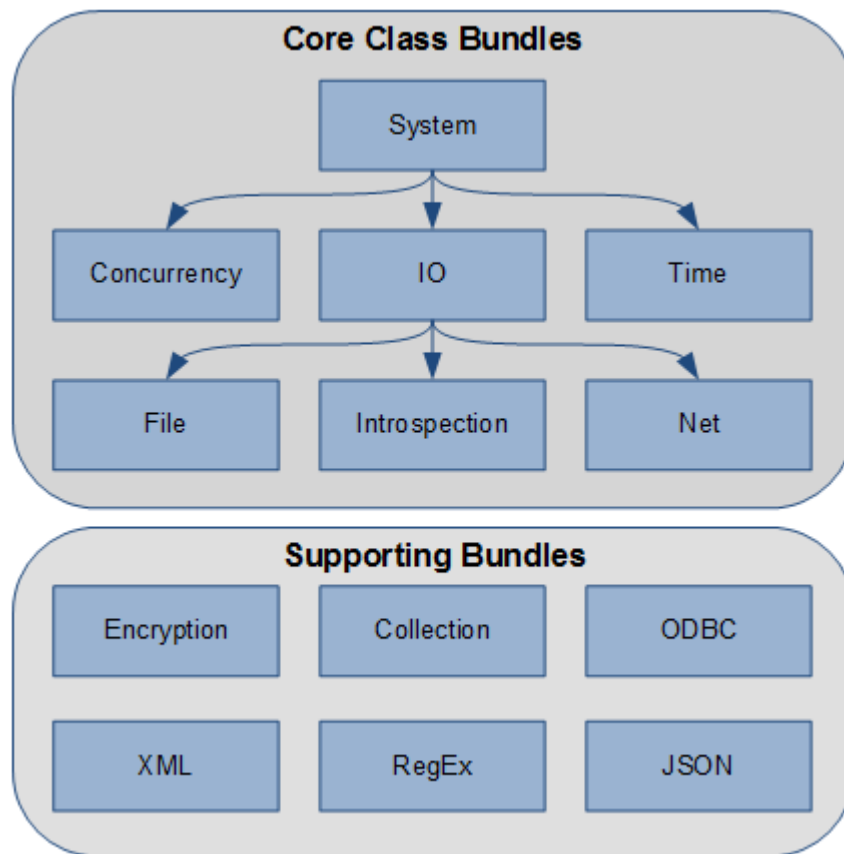 Core Class Bundles
System
Concurrency
IO
Time
File
Introspection
Net
Supporting Bundles
Encryption
Collection
ODBC
XML
RegEx
JSON